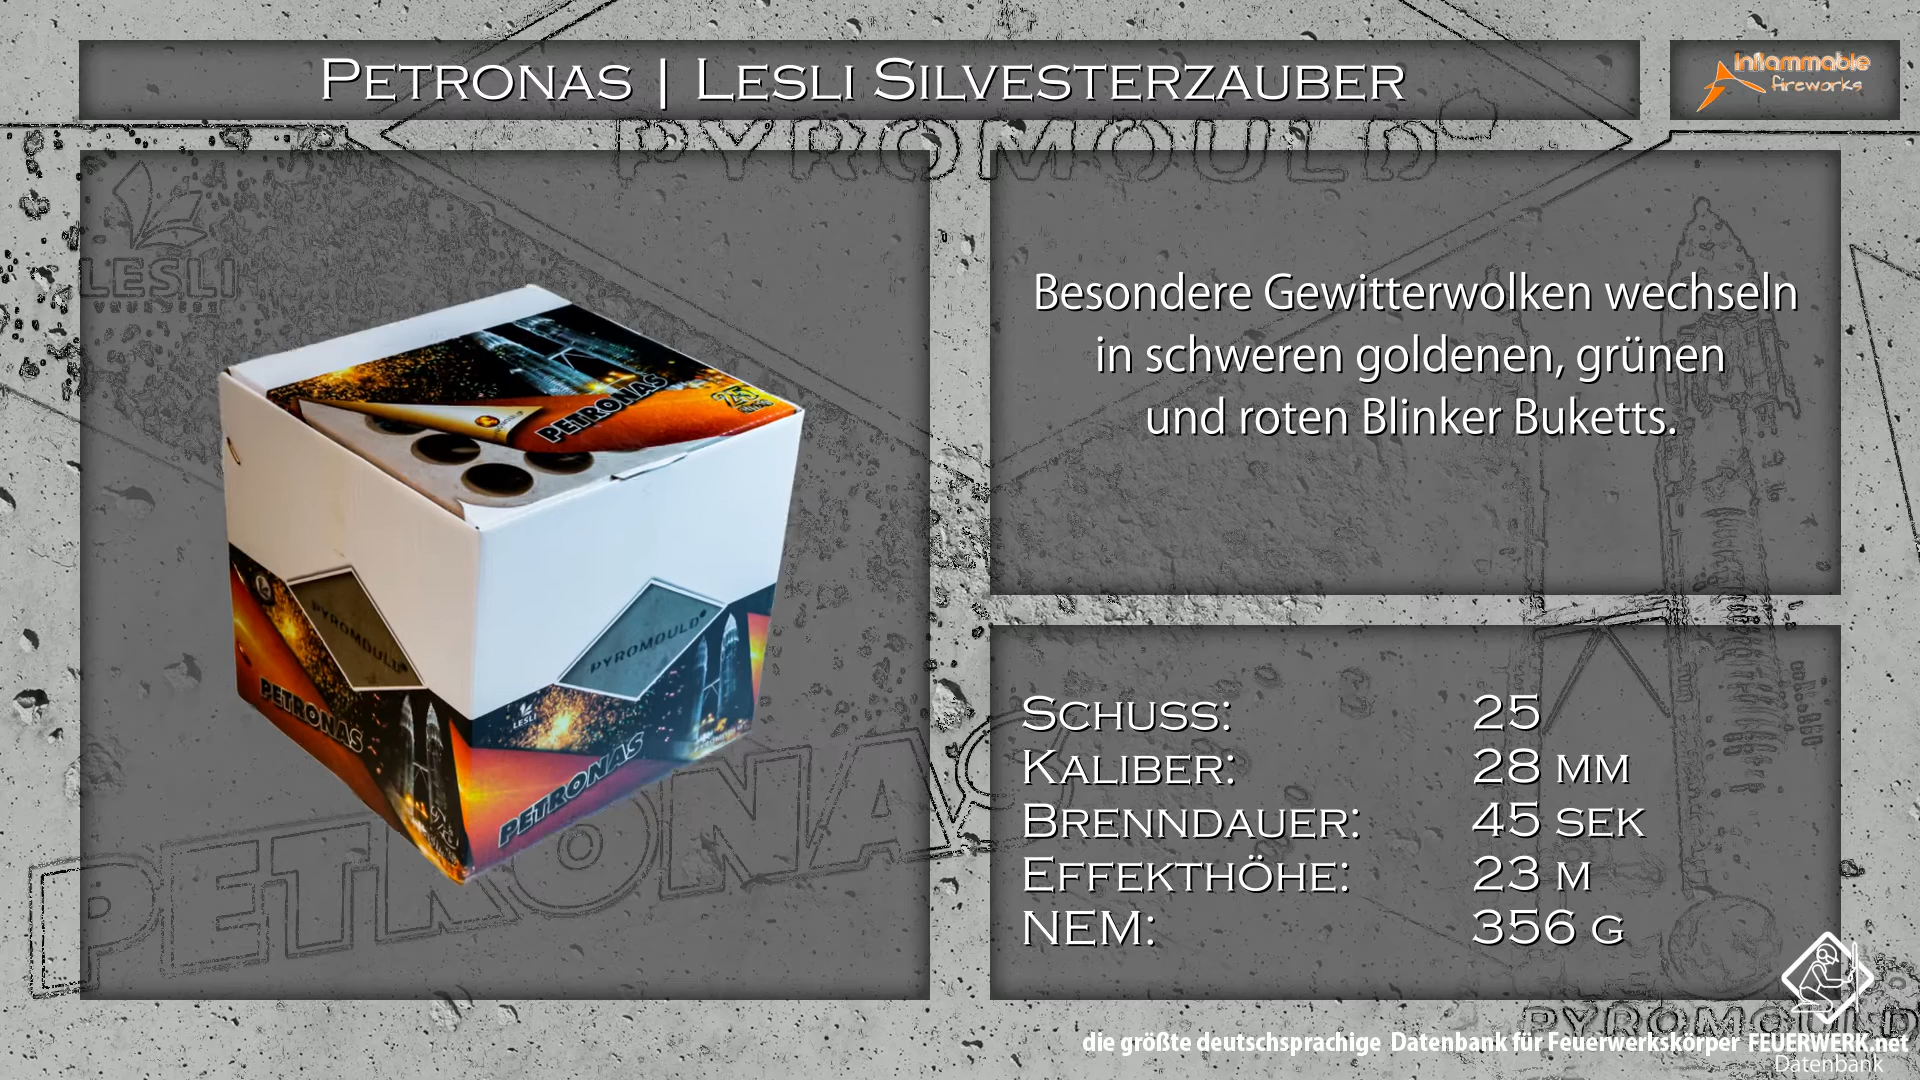 Petronas | Lesli Silvesterzauber
inflammable
fireworks
PYROMOULD
LESLI
PETRONAS
25
PYROMOULD
PYROMOULD®
LESLI
PETRONAS
PETRONAS
PETRONAS
Besondere Gewitterwolken wechseln
in schweren goldenen, grünen
und roten Blinker Buketts.
Schuss: 25
Kaliber: 28 mm
Brenndauer: 45 sek
Effekthöhe: 23 m
NEM: 356 g
PYROMOULD
die größte deutschsprachige Datenbank für Feuerwerkskörper FEUERWERK.net
Datenbank